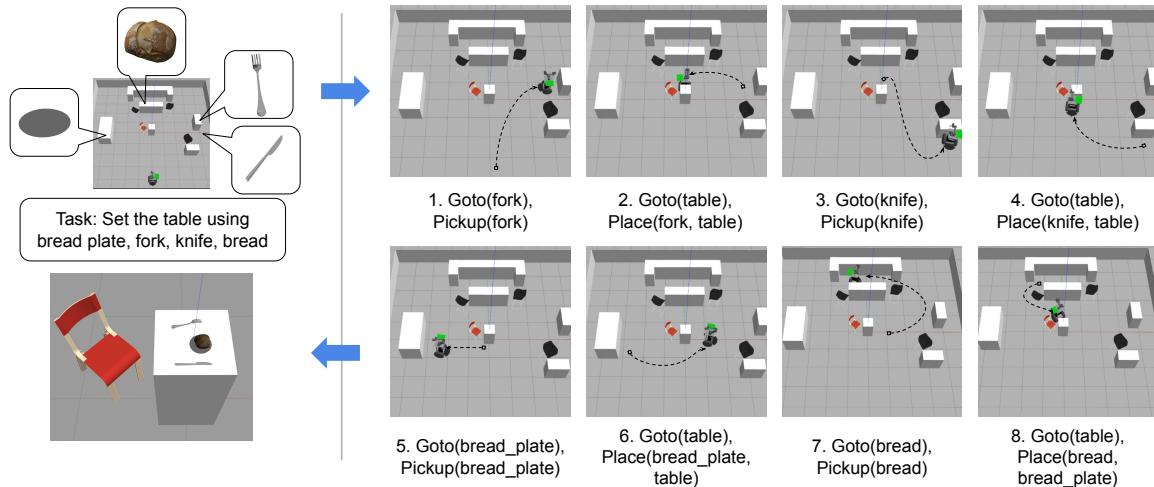 Task: Set the table using
bread plate, fork, knife, bread
1. Goto(fork),
Pickup(fork)
2. Goto(table),
Place(fork, table)
3. Goto(knife),
Pickup(knife)
4. Goto(table),
Place(knife, table)
5. Goto(bread_plate),
Pickup(bread_plate)
6. Goto(table),
Place(bread_plate,
table)
7. Goto(bread),
Pickup(bread)
8. Goto(table),
Place(bread,
bread_plate)